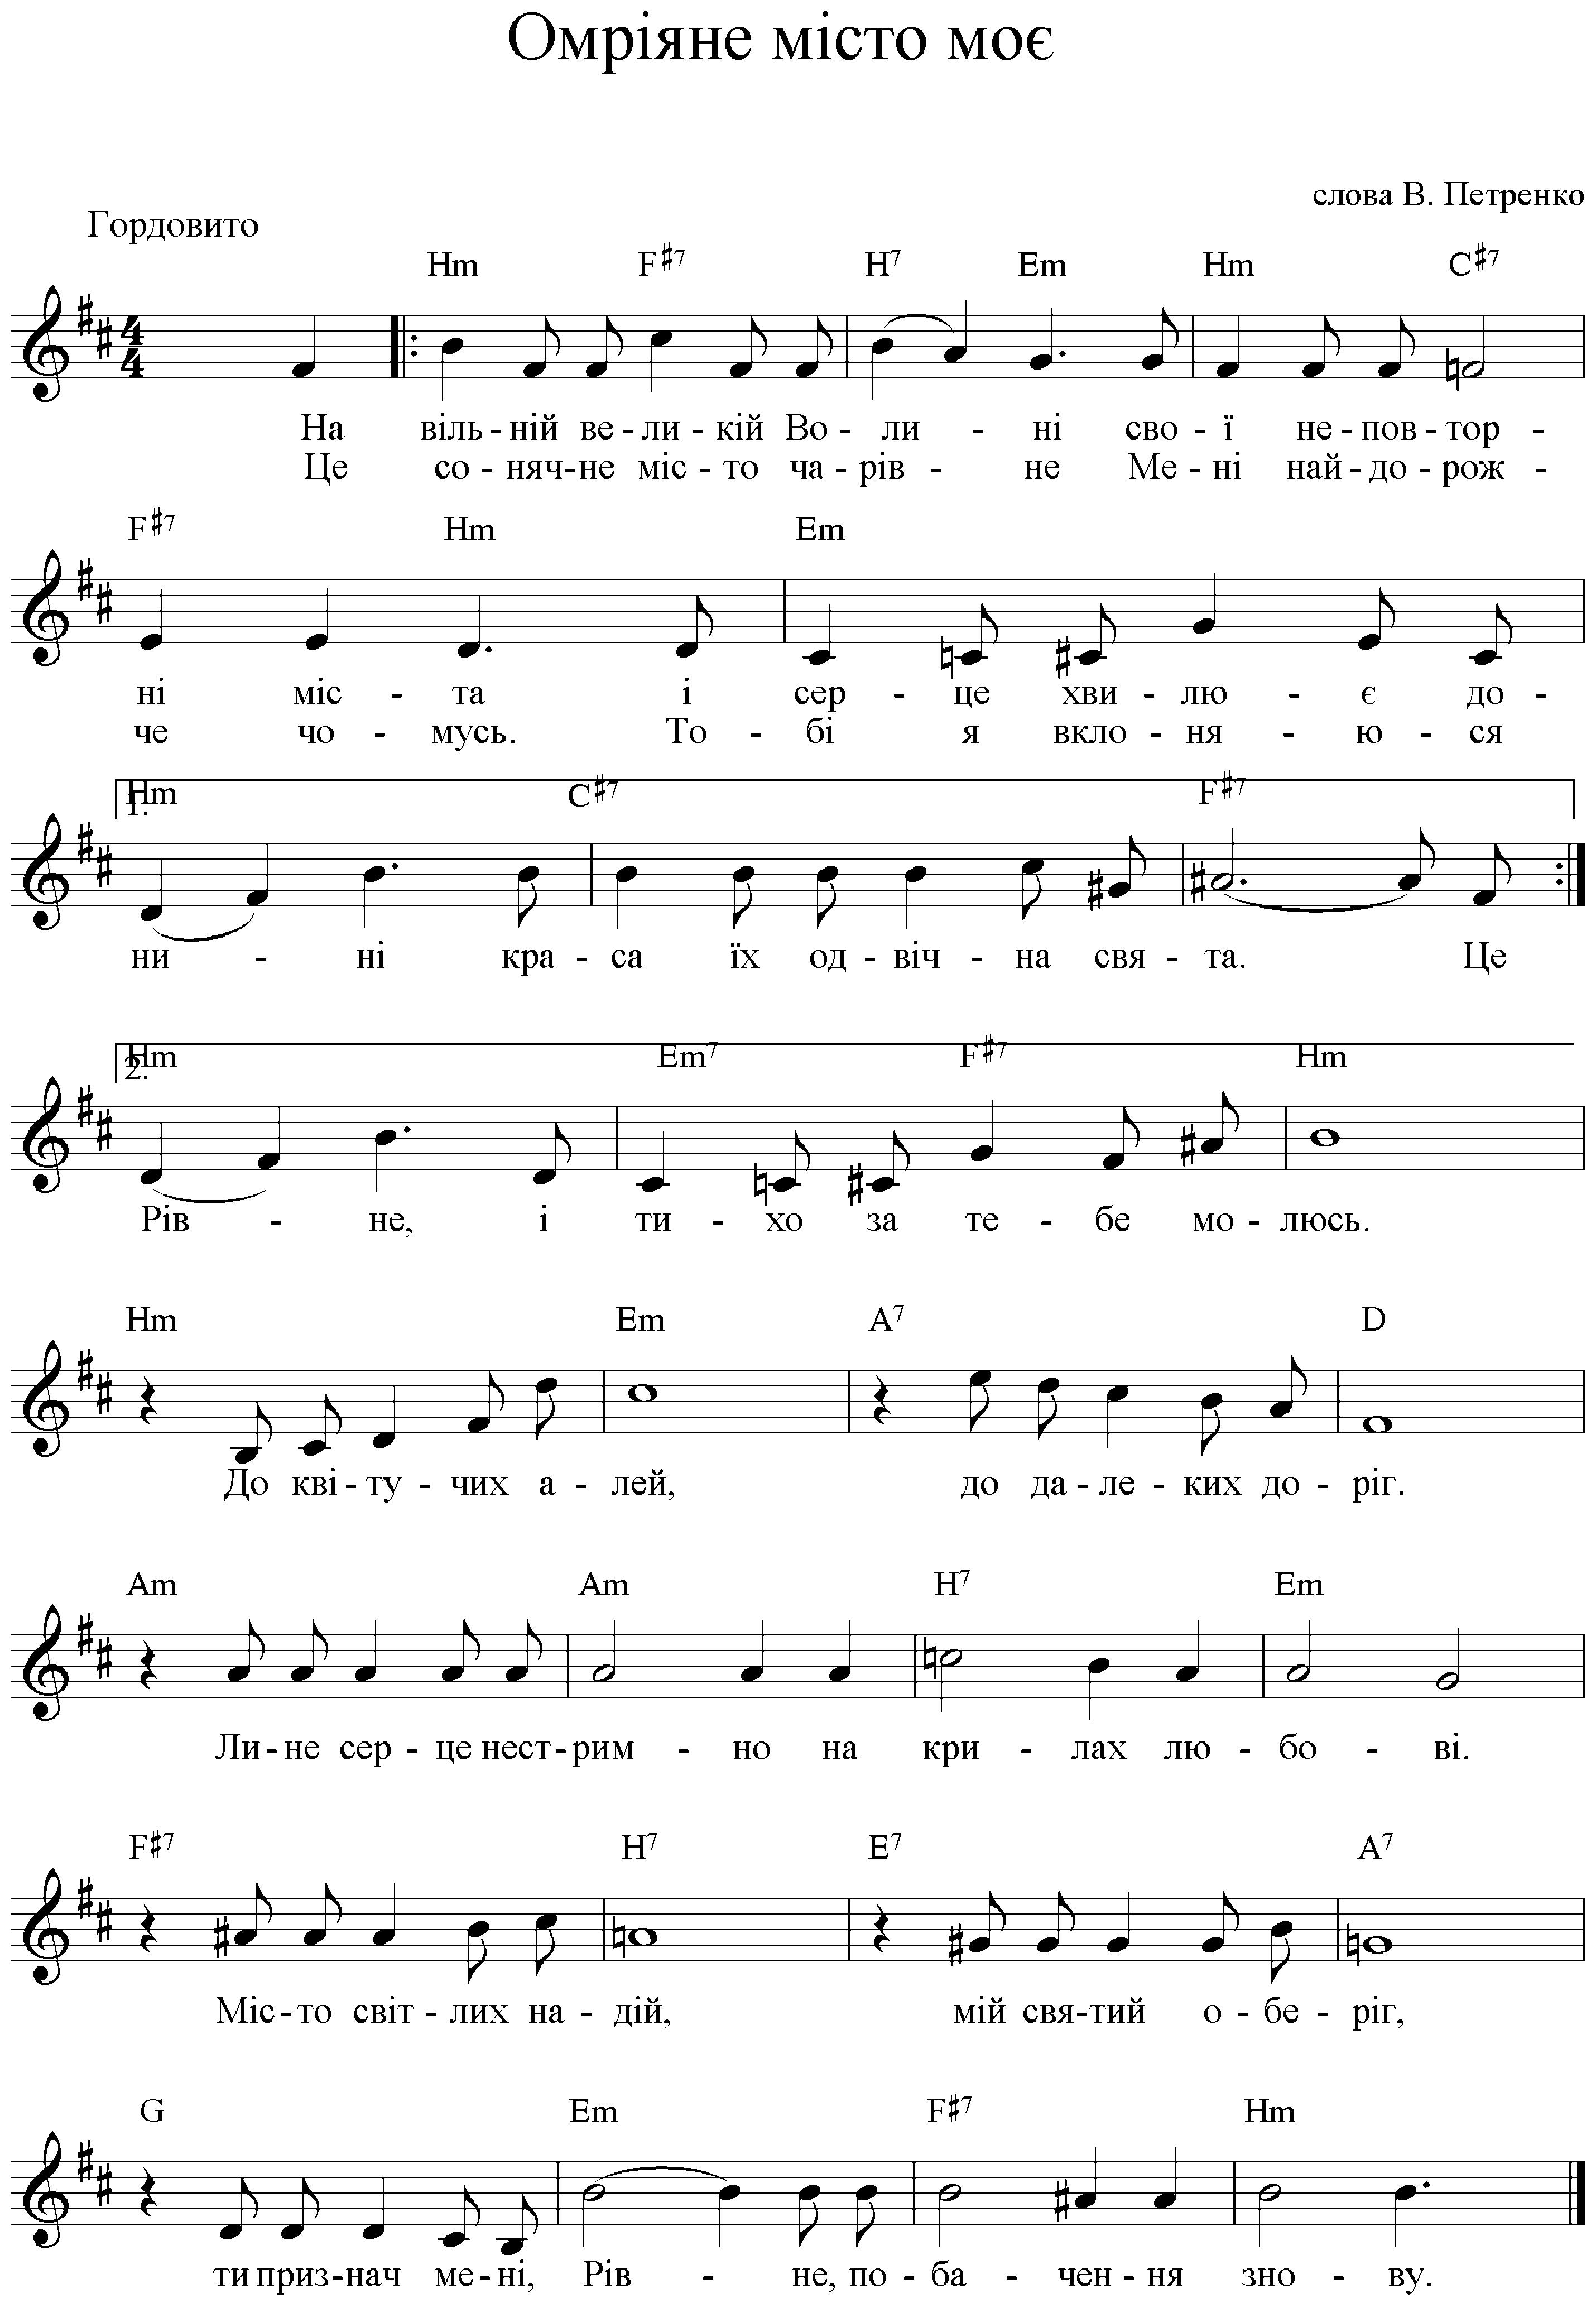 Омріяне місто моє
слова В. Петренко
Гордовито
Hm F♯7 H7 Em Hm C♯7
На віль - ній ве - ли - кій Во - ли - ні сво - ї не - пов - тор -
Це со - няч - не міс - то ча - рів - не Ме - ні най - до - рож -
F♯7 Hm Em
ні міс - та і сер - це хви - лю - є до -
че чо - мусь. То - бі я вкло - ня - ю - ся
1. Hm C♯7 F♯7
ни - ні кра - са їх од - віч - на свя - та. Це
2. Hm Em7 F♯7 Hm
Рів - не, і ти - хо за те - бе мо - люсь.
Hm Em A7 D
До кві - ту - чих а - лей, до да - ле - ких до - ріг.
Am Am H7 Em
Ли - не сер - це нест - рим - но на кри - лах лю - бо - ві.
F♯7 H7 E7 A7
Міс - то світ - лих на - дій, мій свя - тий о - бе - ріг,
G Em F♯7 Hm
ти приз - нач ме - ні, Рів - не, по - ба - чен - ня зно - ву.